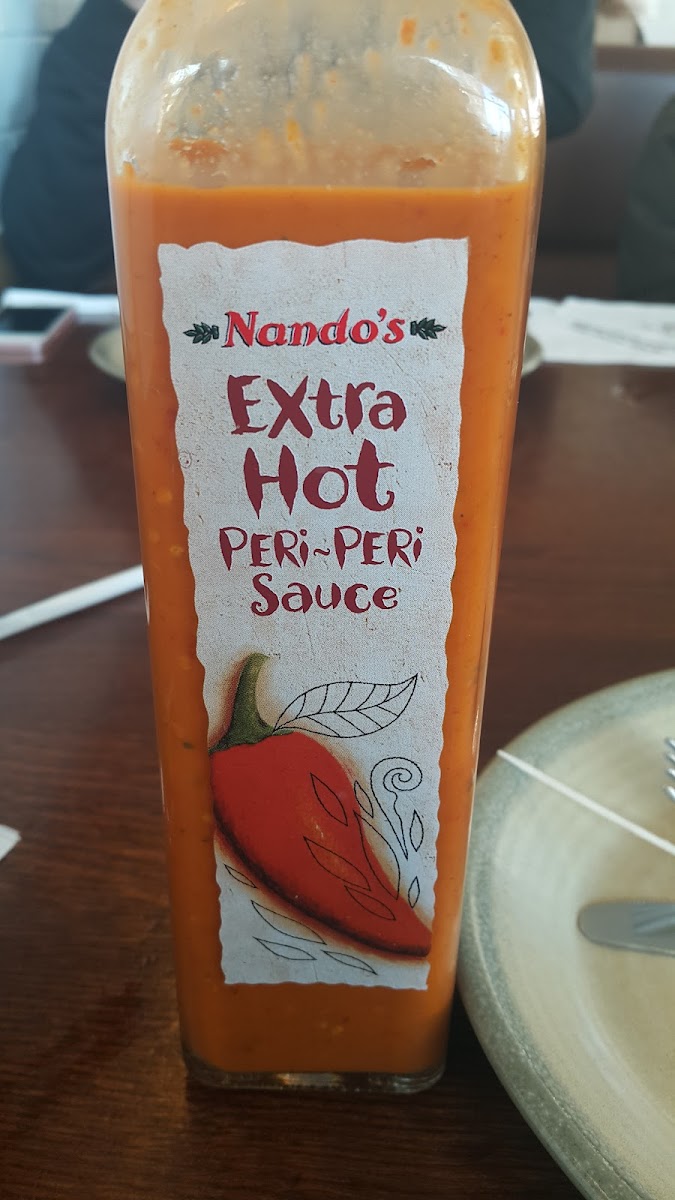 Nando's
Extra
Hot
PERi~PERi
Sauce